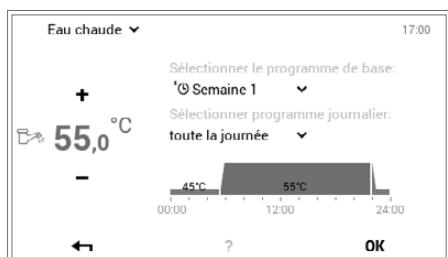 Eau chaude
17:00
Sélectionner le programme de base:
Semaine 1
Sélectionner programme journalier:
toute la journée
+
55,0 °C
−
45°C 55°C
00:00 12:00 24:00
? OK